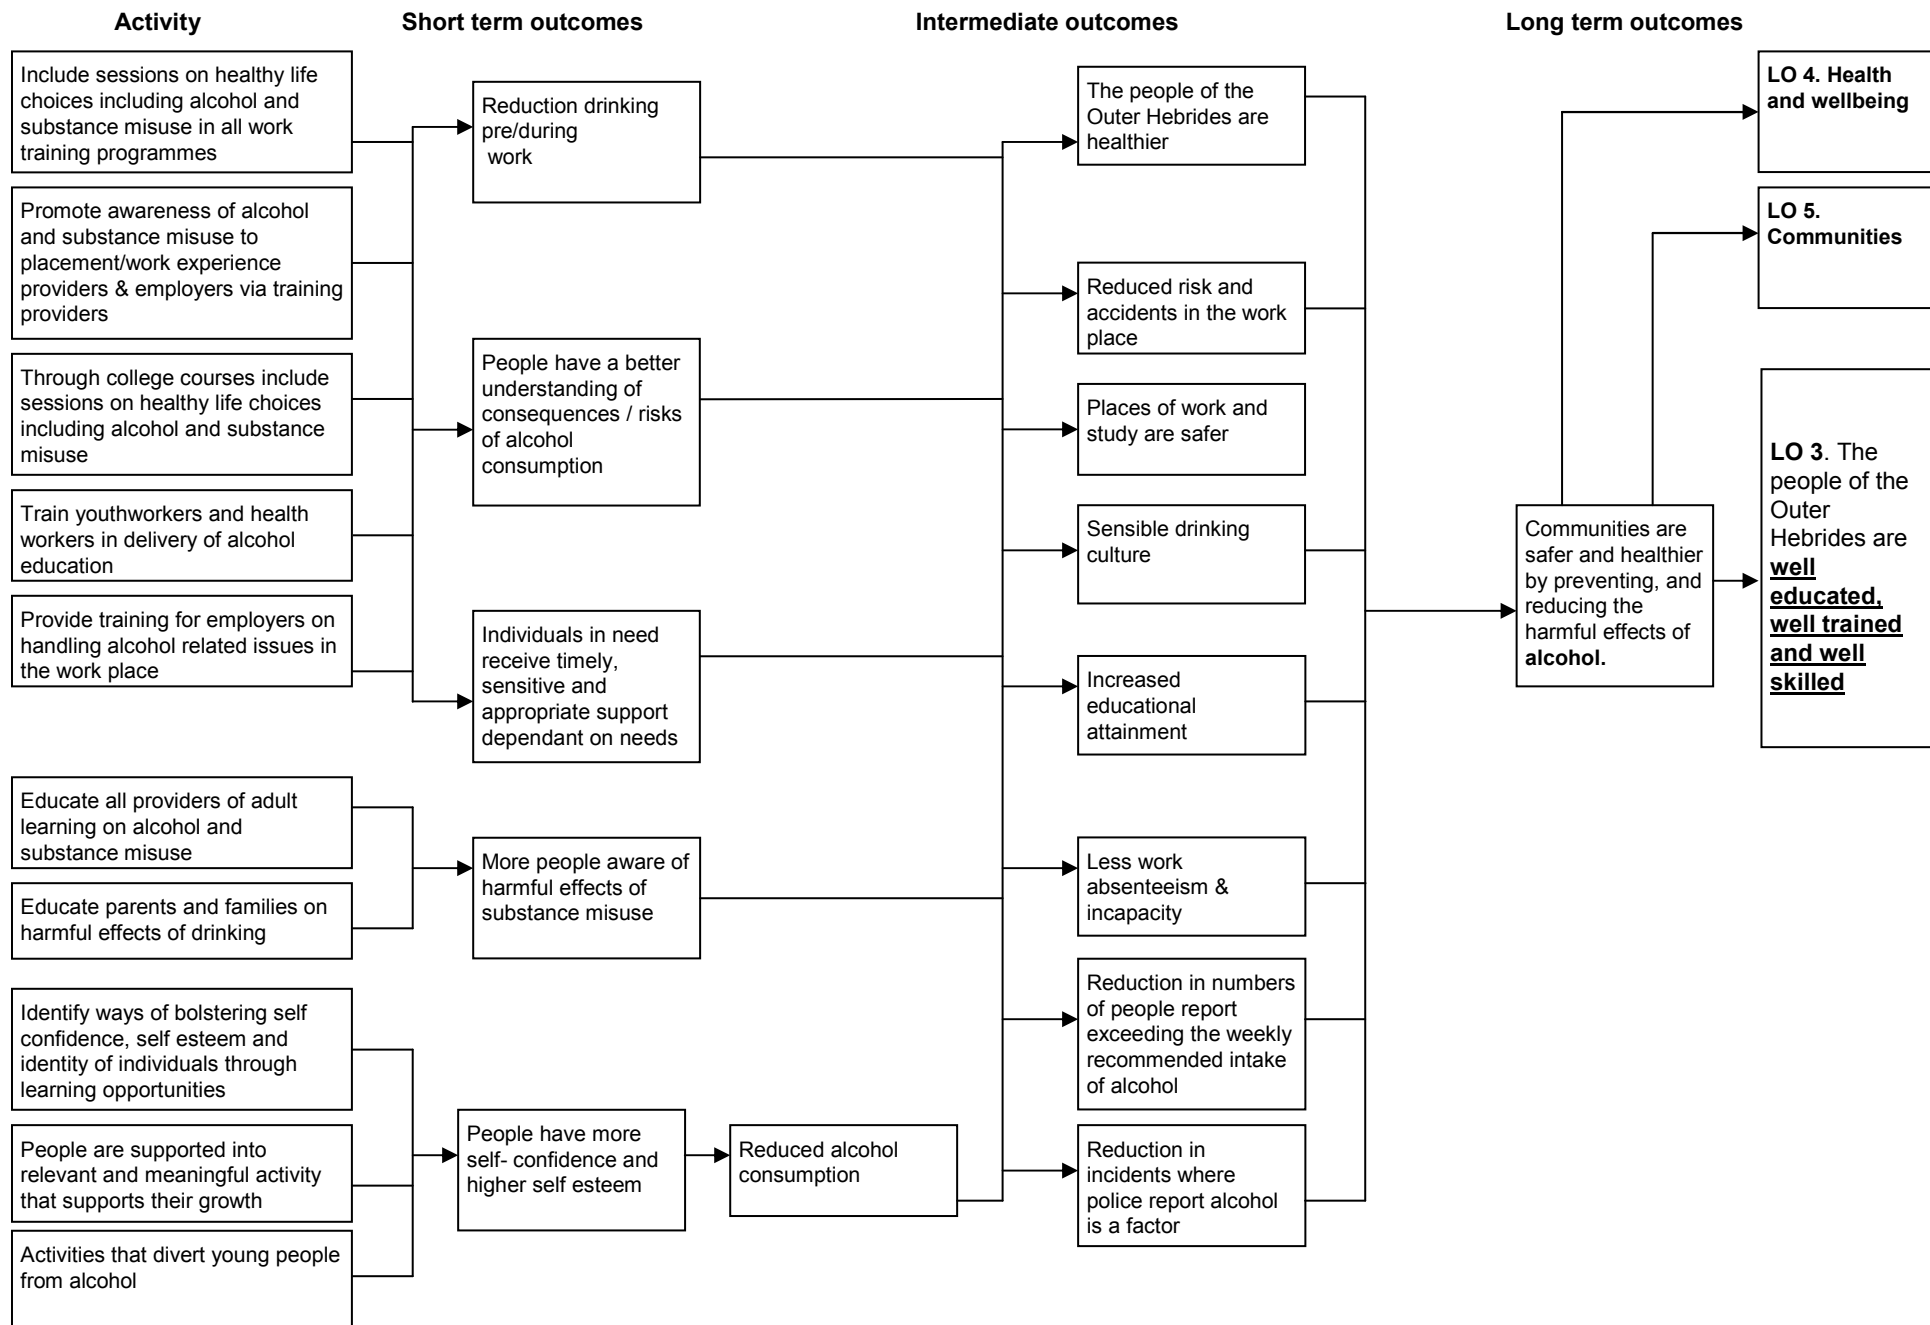 Activity
Short term outcomes
Intermediate outcomes
Long term outcomes
Include sessions on healthy life
choices including alcohol and
substance misuse in all work
training programmes
Promote awareness of alcohol
and substance misuse to
placement/work experience
providers & employers via training
providers
Through college courses include
sessions on healthy life choices
including alcohol and substance
misuse
Train youthworkers and health
workers in delivery of alcohol
education
Provide training for employers on
handling alcohol related issues in
the work place
Educate all providers of adult
learning on alcohol and
substance misuse
Educate parents and families on
harmful effects of drinking
Identify ways of bolstering self
confidence, self esteem and
identity of individuals through
learning opportunities
People are supported into
relevant and meaningful activity
that supports their growth
Activities that divert young people
from alcohol
Reduction drinking
pre/during
work
People have a better
understanding of
consequences / risks
of alcohol
consumption
Individuals in need
receive timely,
sensitive and
appropriate support
dependant on needs
More people aware of
harmful effects of
substance misuse
People have more
self- confidence and
higher self esteem
Reduced alcohol
consumption
The people of the
Outer Hebrides are
healthier
Reduced risk and
accidents in the work
place
Places of work and
study are safer
Sensible drinking
culture
Increased
educational
attainment
Less work
absenteeism &
incapacity
Reduction in numbers
of people report
exceeding the weekly
recommended intake
of alcohol
Reduction in
incidents where
police report alcohol
is a factor
Communities are
safer and healthier
by preventing, and
reducing the
harmful effects of
alcohol.
LO 4. Health
and wellbeing
LO 5.
Communities
LO 3. The
people of the
Outer
Hebrides are
well
educated,
well trained
and well
skilled